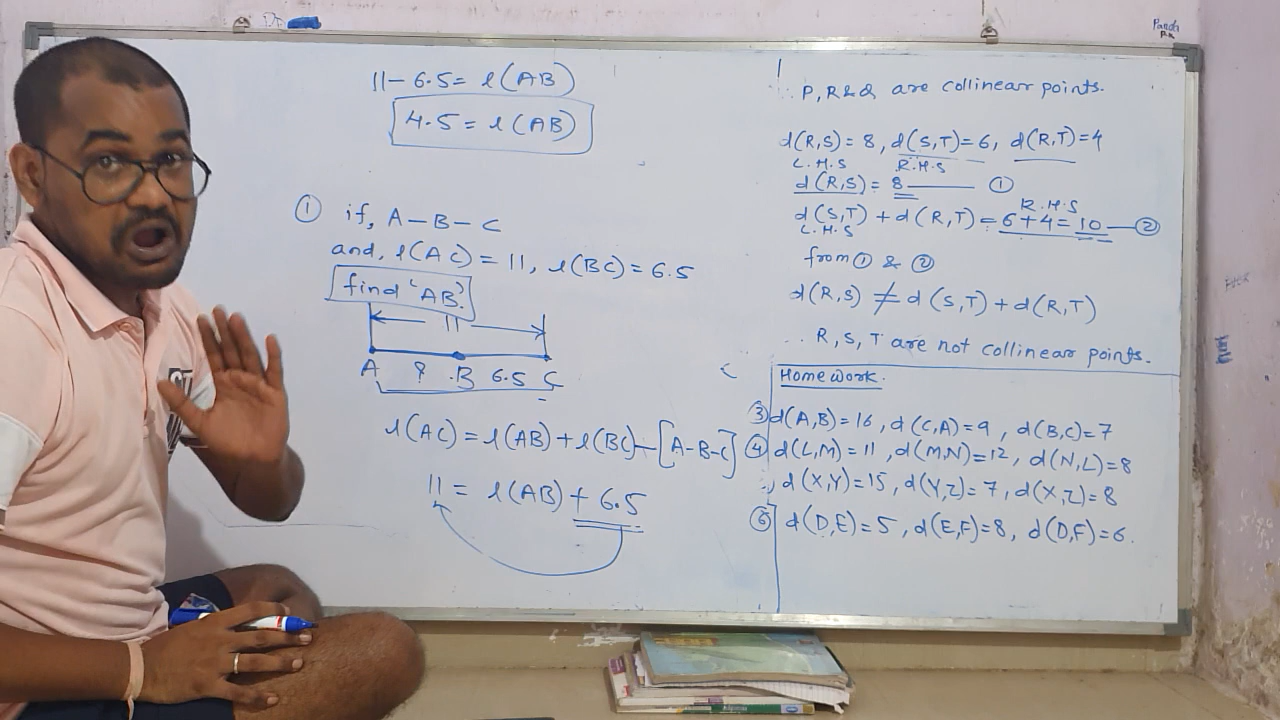 11 - 6.5 = l(AB)
4.5 = l(AB)
① if, A - B - C
and, l(AC) = 11, l(BC) = 6.5
find 'AB'.
11
A ? B 6.5 C
l(AC) = l(AB) + l(BC) - [A-B-C]
11 = l(AB) + 6.5
∴ P, R & Q are collinear points.
d(R,S) = 8, d(S,T) = 6, d(R,T) = 4
L.H.S R.H.S
d(R,S) = 8 ①
R.H.S
d(S,T) + d(R,T) = 6 + 4 = 10 — ②
L.H.S
from ① & ②
d(R,S) ≠ d(S,T) + d(R,T)
∴ R, S, T are not collinear points.
Homework.
③ d(A,B) = 16, d(C,A) = 9, d(B,C) = 7
④ d(L,M) = 11, d(M,N) = 12, d(N,L) = 8
d(X,Y) = 15, d(Y,Z) = 7, d(X,Z) = 8
⑥ d(D,E) = 5, d(E,F) = 8, d(D,F) = 6.